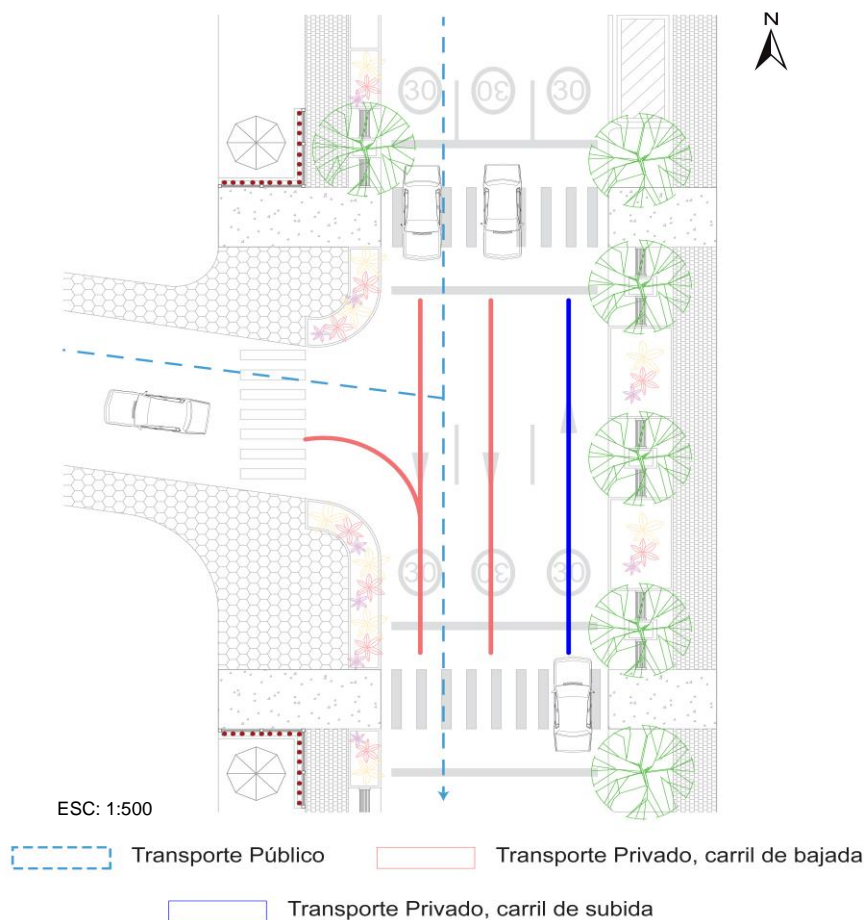 N
30 30 30
30 30 30
ESC: 1:500
Transporte Público
Transporte Privado, carril de bajada
Transporte Privado, carril de subida